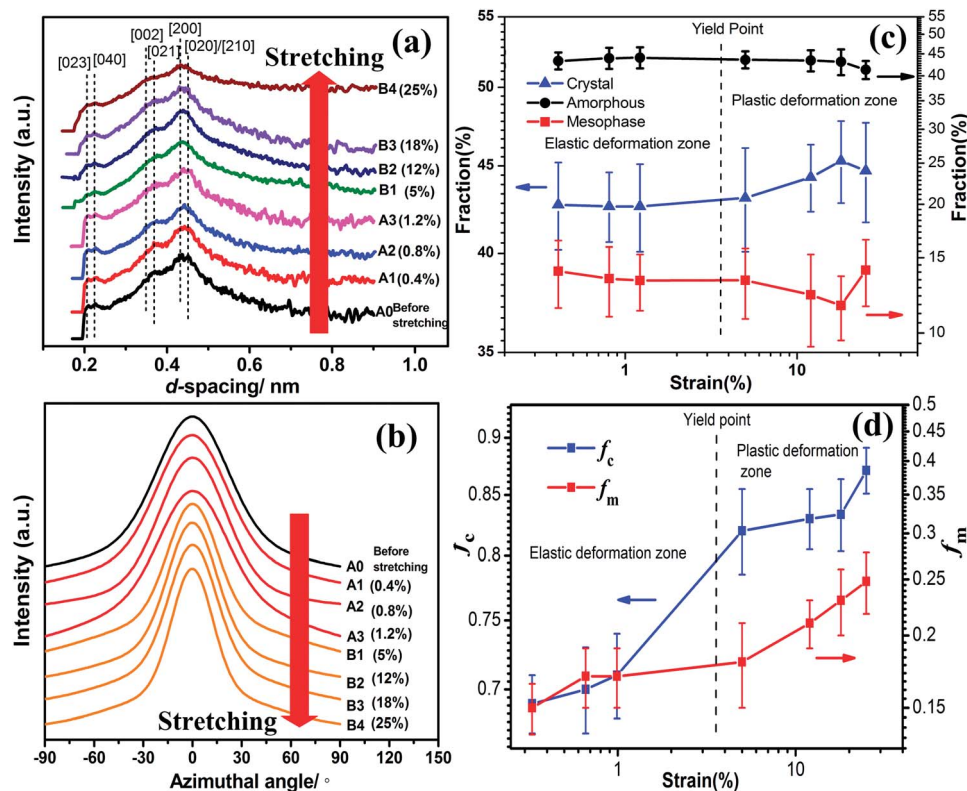 (a)
[200]
[002]
[020]/[210]
[021]
[023]
[040]
Stretching
B4 (25%)
B3 (18%)
B2 (12%)
B1 (5%)
A3 (1.2%)
A2 (0.8%)
A1 (0.4%)
A0 Before
stretching
Intensity (a.u.)
0.2 0.4 0.6 0.8 1.0
d-spacing/ nm
(b)
A0 Before
stretching
A1 (0.4%)
A2 (0.8%)
A3 (1.2%)
B1 (5%)
B2 (12%)
B3 (18%)
B4 (25%)
Stretching
Intensity (a.u.)
-90 -60 -30 0 30 60 90 120 150
Azimuthal angle/ °
Yield Point
(c)
Crystal
Amorphous
Mesophase
Plastic deformation zone
Elastic deformation zone
55
50
45
40
35
Fraction(%)
55
50
45
40
35
30
25
20
15
10
Fraction(%)
1 10
Strain(%)
Yield point
(d)
fc
fm
Plastic deformation
zone
Elastic deformation zone
0.9
0.85
0.8
0.75
0.7
fc
0.5
0.45
0.4
0.35
0.3
0.25
0.2
0.15
fm
1 10
Strain(%)